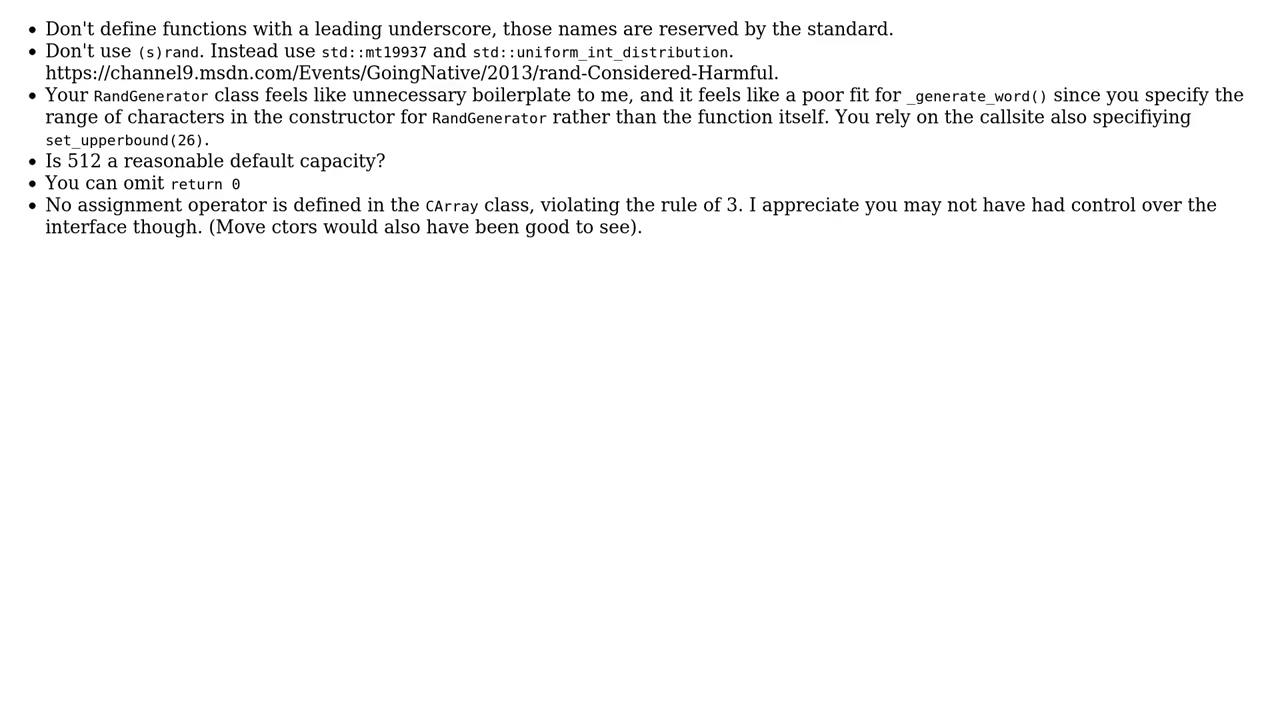 Don't define functions with a leading underscore, those names are reserved by the standard.
Don't use (s)rand. Instead use std::mt19937 and std::uniform_int_distribution.
https://channel9.msdn.com/Events/GoingNative/2013/rand-Considered-Harmful.
Your RandGenerator class feels like unnecessary boilerplate to me, and it feels like a poor fit for _generate_word() since you specify the
range of characters in the constructor for RandGenerator rather than the function itself. You rely on the callsite also specifiying
set_upperbound(26).
Is 512 a reasonable default capacity?
You can omit return 0
No assignment operator is defined in the CArray class, violating the rule of 3. I appreciate you may not have had control over the
interface though. (Move ctors would also have been good to see).